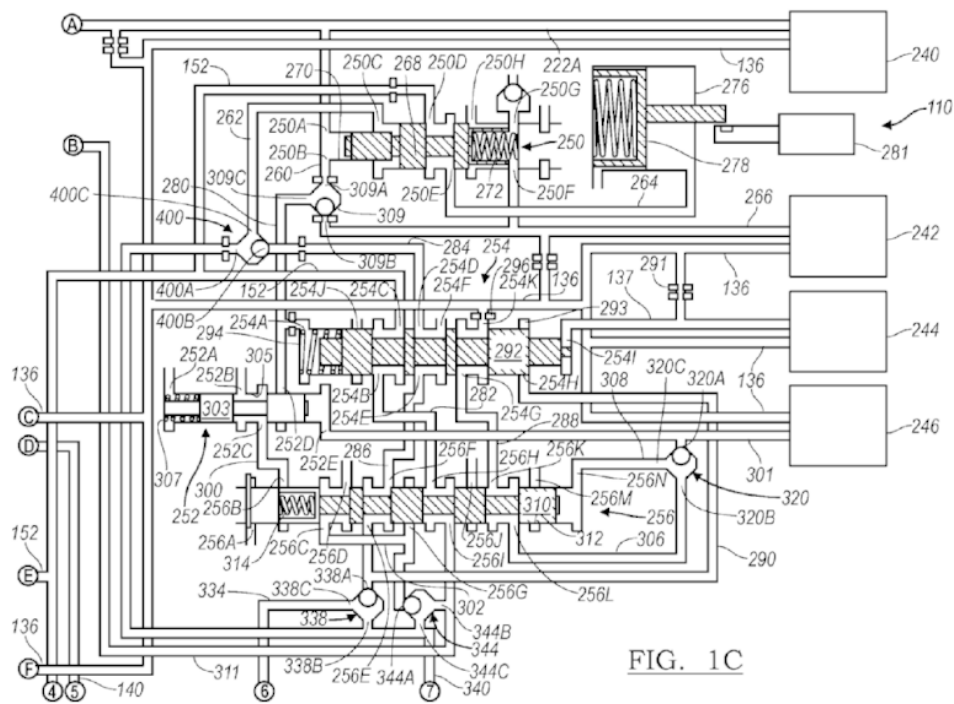 A
240
136
222A
276
110
281
278
264
152
250C
268
250D
250H
270
250G
262
250A
250
250B
260
272
250F
250E
B
309C
309A
309
280
400C
400
309B
284
254
266
242
400A
152
254D
254J
254C
254F
296
254K
136
137
291
136
293
400B
254A
294
292
254I
244
252A
305
252B
303
254B
254E
282
254G
254H
308
320C
320A
136
136
C
D
252C
252D
252E
286
256F
288
256H
256K
301
246
307
300
252
256B
256M
256N
320
310
256
320B
256A
314
256C
256D
256J
256I
312
306
290
152
E
334
338A
338C
302
256G
256L
338
344B
344
136
F
311
338B
256E
344A
344C
4
5
140
6
7
340
FIG. 1C